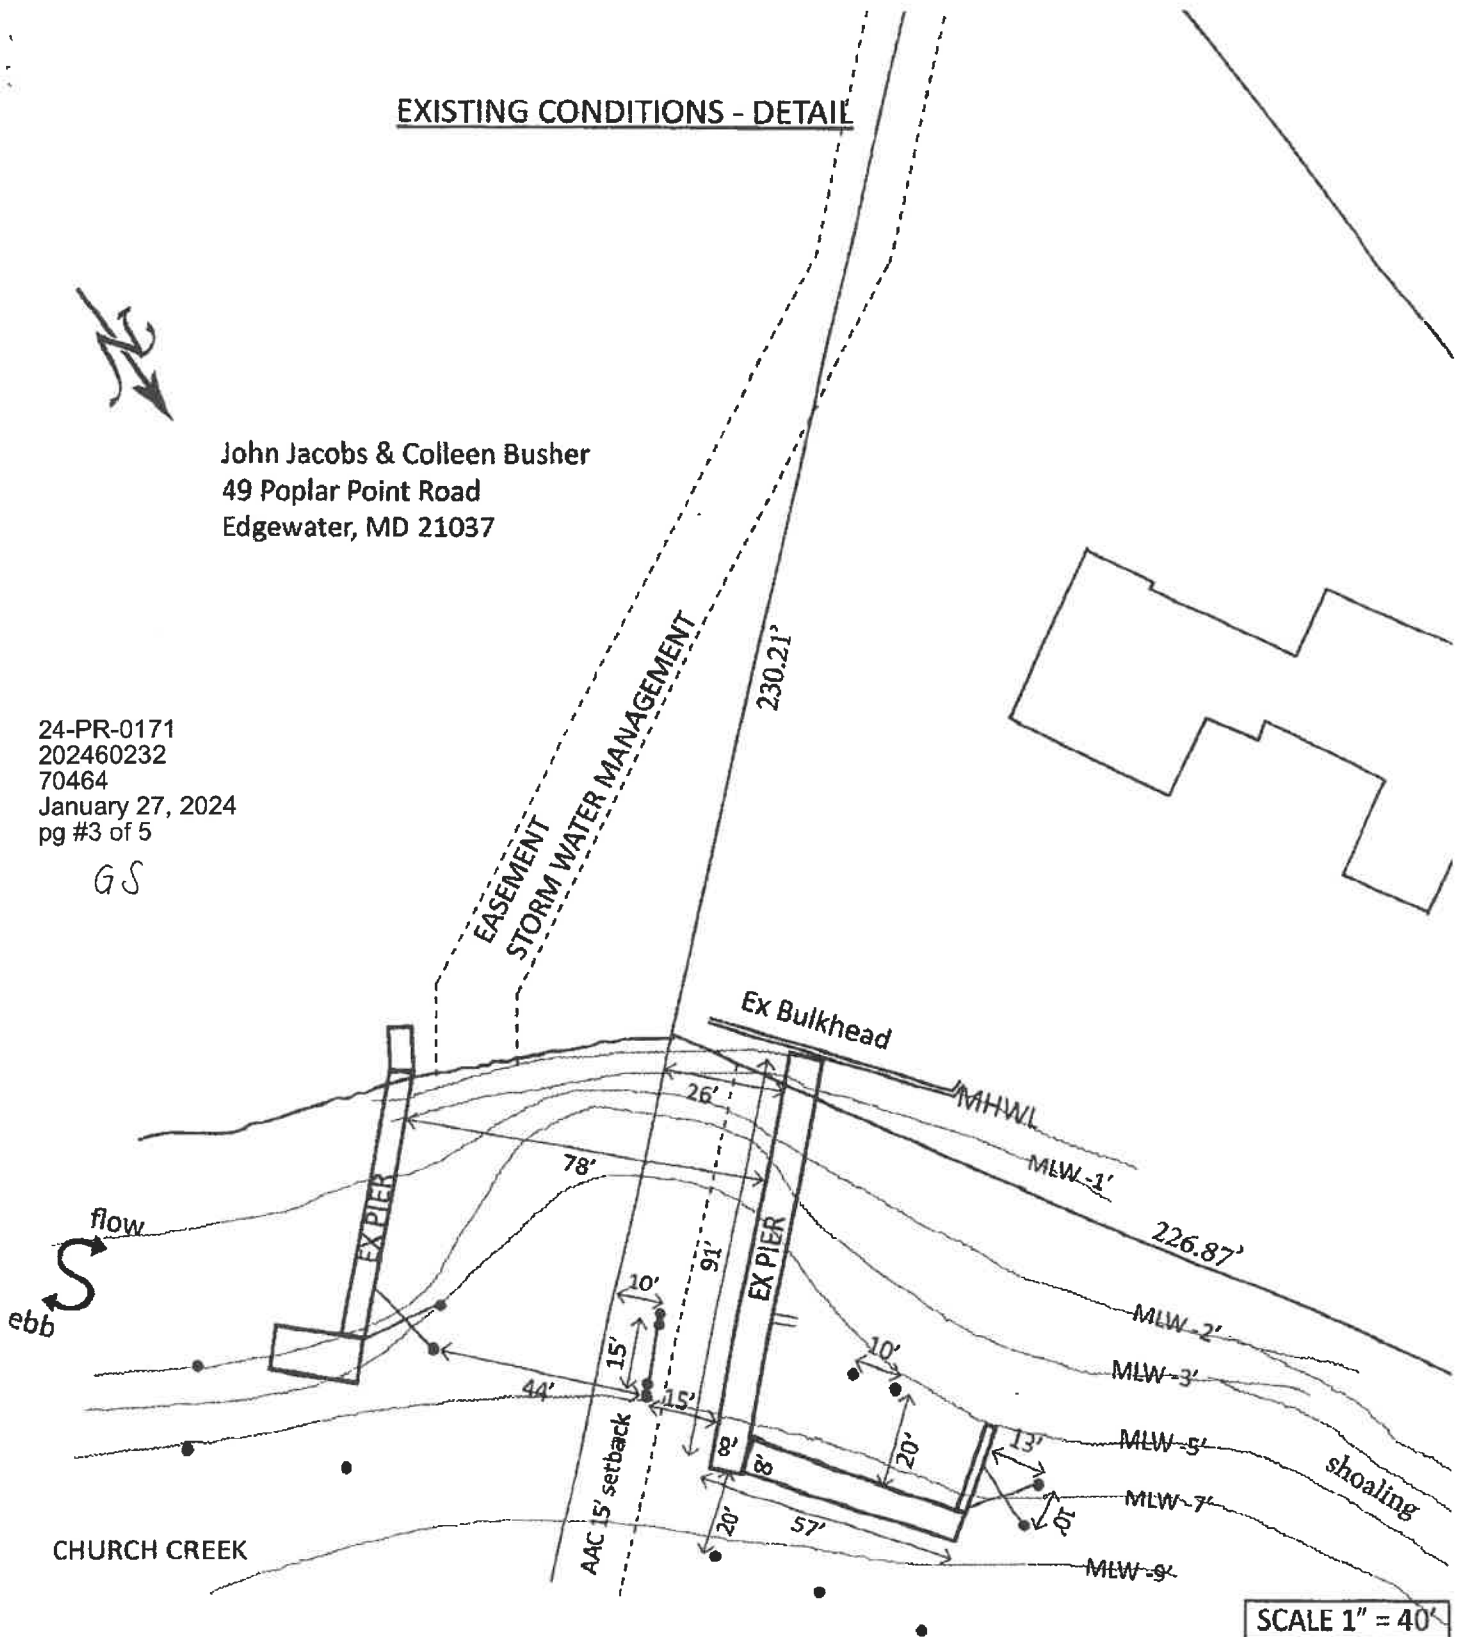 EXISTING CONDITIONS - DETAIL
N
John Jacobs & Colleen Busher
49 Poplar Point Road
Edgewater, MD 21037
24-PR-0171
202460232
70464
January 27, 2024
pg #3 of 5
GS
EASEMENT
STORM WATER MANAGEMENT
230.21'
Ex Bulkhead
MHWL
MLW -1'
226.87'
26'
78'
EX PIER
flow
ebb
91'
EX PIER
10'
15'
44'
15'
AAC 15' setback
8'
8'
20'
57'
10'
20'
13'
10'
MLW -2'
MLW -3'
MLW -5'
MLW -7'
MLW -9'
shoaling
CHURCH CREEK
SCALE 1" = 40'